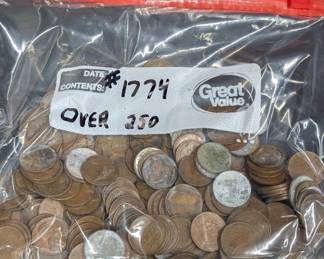 DATE: #1774
CONTENTS:
Great Value
OVER 250